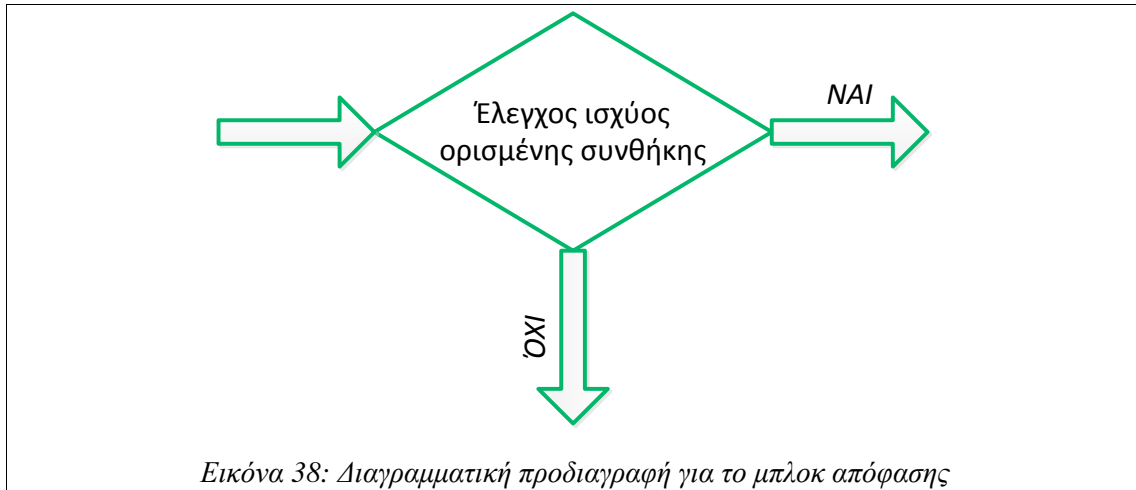 Έλεγχος ισχύος
ορισμένης συνθήκης
ΝΑΙ
ΌΧΙ
Εικόνα 38: Διαγραμματική προδιαγραφή για το μπλοκ απόφασης